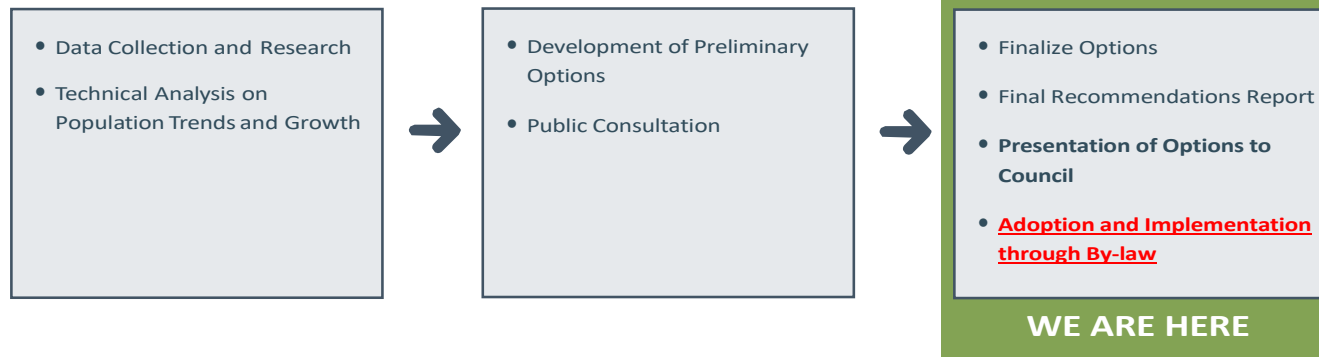 • Data Collection and Research
• Technical Analysis on
Population Trends and Growth
• Development of Preliminary
Options
• Public Consultation
• Finalize Options
• Final Recommendations Report
• Presentation of Options to
Council
• Adoption and Implementation
through By-law
WE ARE HERE